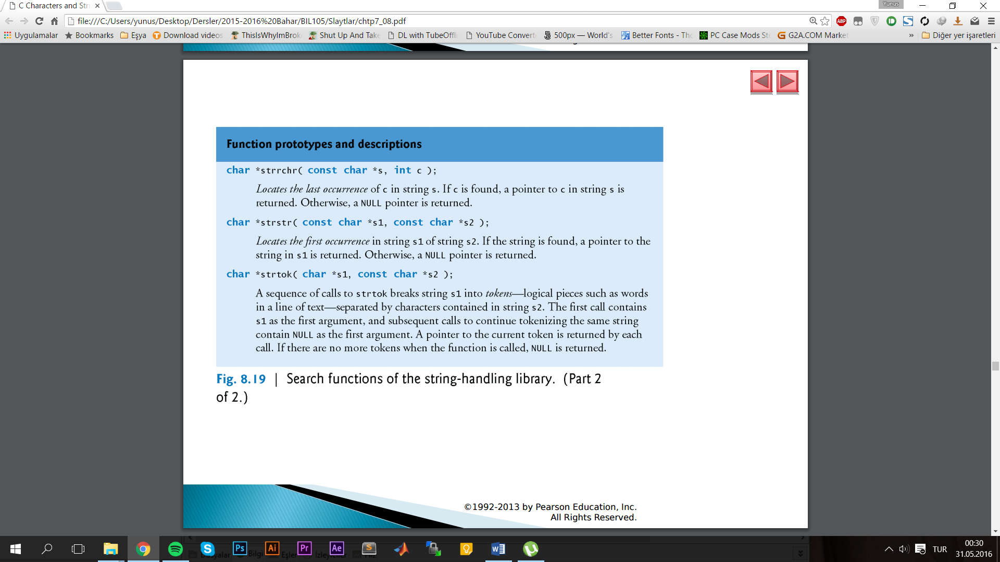 C Characters and Stri
Yunus
file:///C:/Users/yunus/Desktop/Dersler/2015-2016%20Bahar/BIL105/Slaytlar/chtp7_08.pdf
ABP
Uygulamalar Bookmarks Eşya Download videos ThisIsWhyImBrok Shut Up And Take DL with TubeOffli YouTube Convert 500px — World's Better Fonts - Tho PC Case Mods Sto G2A.COM Market » Diğer yer işaretleri
Function prototypes and descriptions
char *strrchr( const char *s, int c );
Locates the last occurrence of c in string s. If c is found, a pointer to c in string s is
returned. Otherwise, a NULL pointer is returned.
char *strstr( const char *s1, const char *s2 );
Locates the first occurrence in string s1 of string s2. If the string is found, a pointer to the
string in s1 is returned. Otherwise, a NULL pointer is returned.
char *strtok( char *s1, const char *s2 );
A sequence of calls to strtok breaks string s1 into tokens—logical pieces such as words
in a line of text—separated by characters contained in string s2. The first call contains
s1 as the first argument, and subsequent calls to continue tokenizing the same string
contain NULL as the first argument. A pointer to the current token is returned by each
call. If there are no more tokens when the function is called, NULL is returned.
Fig. 8.19 | Search functions of the string-handling library. (Part 2
of 2.)
©1992-2013 by Pearson Education, Inc.
All Rights Reserved.
Ps Ai Pr Ae
Bilgi
TUR
00:30
31.05.2016